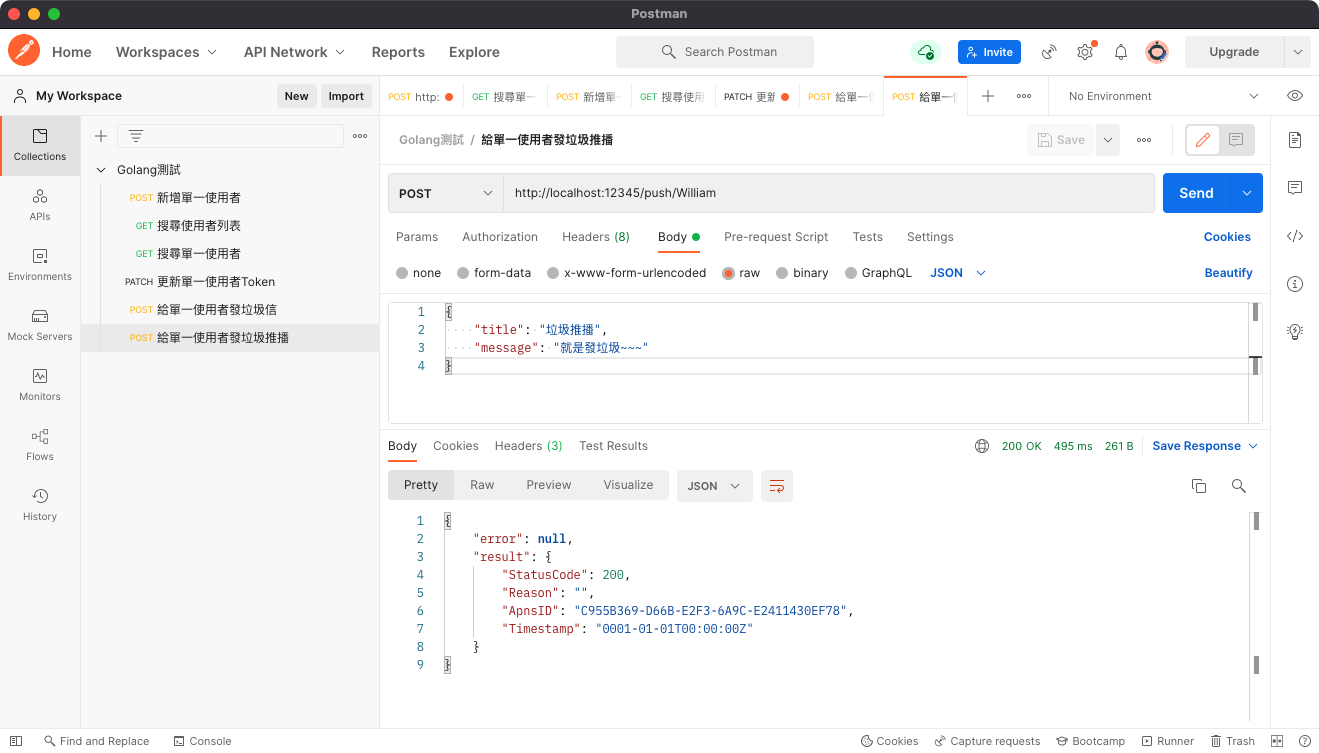 Postman
Home Workspaces API Network Reports Explore Search Postman Invite Upgrade
My Workspace New Import
POST http: GET 搜尋單一 POST 新增單 GET 搜尋使用 PATCH 更新 POST 給單一 POST 給單一 No Environment
Collections
APIs
Environments
Mock Servers
Monitors
Flows
History
Golang測試
POST 新增單一使用者
GET 搜尋使用者列表
GET 搜尋單一使用者
PATCH 更新單一使用者Token
POST 給單一使用者發垃圾信
POST 給單一使用者發垃圾推播
Golang測試 / 給單一使用者發垃圾推播 Save
POST http://localhost:12345/push/William Send
Params Authorization Headers (8) Body Pre-request Script Tests Settings Cookies
none form-data x-www-form-urlencoded raw binary GraphQL JSON Beautify
1 {
2 ····"title":·"垃圾推播",
3 ····"message":·"就是發垃圾~~~"
4 }
Body Cookies Headers (3) Test Results 200 OK 495 ms 261 B Save Response
Pretty Raw Preview Visualize JSON
1 {
2 "error": null,
3 "result": {
4 "StatusCode": 200,
5 "Reason": "",
6 "ApnsID": "C955B369-D66B-E2F3-6A9C-E2411430EF78",
7 "Timestamp": "0001-01-01T00:00:00Z"
8 }
9 }
Find and Replace Console Cookies Capture requests Bootcamp Runner Trash